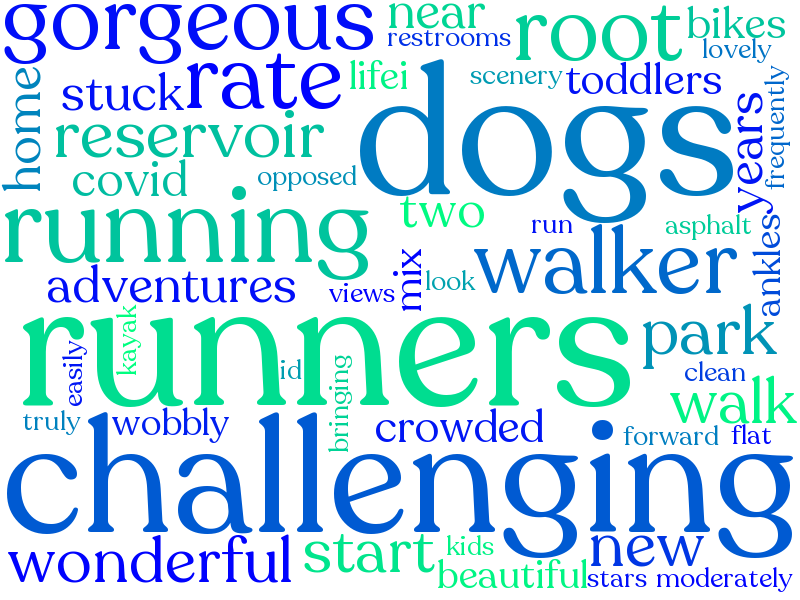 gorgeous
near
restrooms
root
bikes
lovely
home
stuck
rate
lifei
scenery
toddlers
dogs
years
frequently
reservoir
covid
opposed
two
run
asphalt
running
walker
ankles
adventures
views
mix
look
kayak
runners
park
easily
id
bringing
clean
walk
truly
wobbly
crowded
forward
flat
challenging
wonderful
start
kids
new
beautiful
stars
moderately